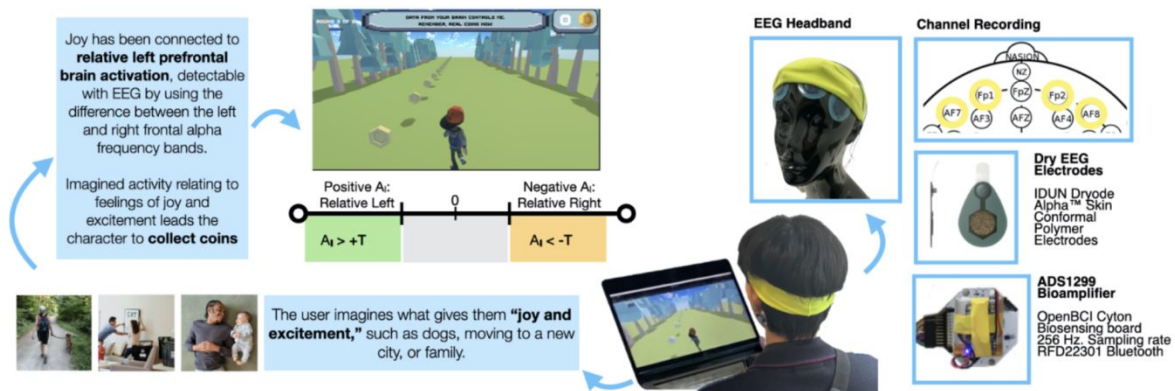 Joy has been connected to
relative left prefrontal
brain activation, detectable
with EEG by using the
difference between the left
and right frontal alpha
frequency bands.
Imagined activity relating to
feelings of joy and
excitement leads the
character to collect coins
DATA FROM YOUR BRAIN CONTROLS ME.
REMEMBER, REAL COINS NOW
Positive Aᵢ:
Relative Left
0
Negative Aᵢ:
Relative Right
Aᵢ > +T
Aᵢ < -T
The user imagines what gives them "joy and
excitement," such as dogs, moving to a new
city, or family.
EEG Headband
Channel Recording
NASION
NZ
Fp1
FpZ
Fp2
AF7
AF3
AFZ
AF4
AF8
Dry EEG
Electrodes
IDUN Dryode
Alpha™ Skin
Conformal
Polymer
Electrodes
ADS1299
Bioamplifier
OpenBCI Cyton
Biosensing board
256 Hz. Sampling rate
RFD22301 Bluetooth